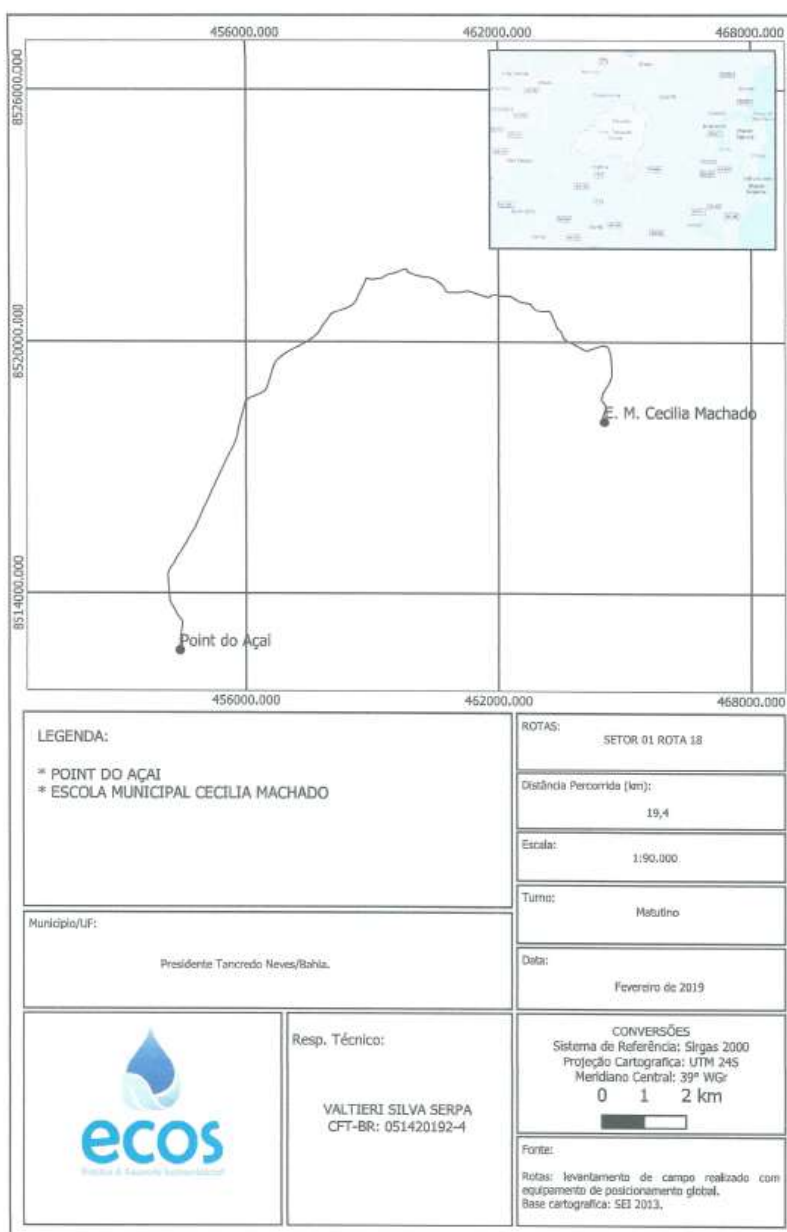 456000.000 462000.000 468000.000
8526000.000
8520000.000
8514000.000
E. M. Cecilia Machado
Point do Açai
456000.000 462000.000 468000.000
LEGENDA:
* POINT DO AÇAI
* ESCOLA MUNICIPAL CECILIA MACHADO
ROTAS:
SETOR 01 ROTA 18
Distância Percorrida (km):
19,4
Escala:
1:90.000
Turno:
Matutino
Município/UF:
Presidente Tancredo Neves/Bahia.
Data:
Fevereiro de 2019
ecos
Resp. Técnico:
VALTIERI SILVA SERPA
CFT-BR: 051420192-4
CONVERSÕES
Sistema de Referência: Sirgas 2000
Projeção Cartografica: UTM 24S
Meridiano Central: 39° WGr
0 1 2 km
Fonte:
Rotas: levantamento de campo realizado com
equipamento de posicionamento global.
Base cartografica: SEI 2013.